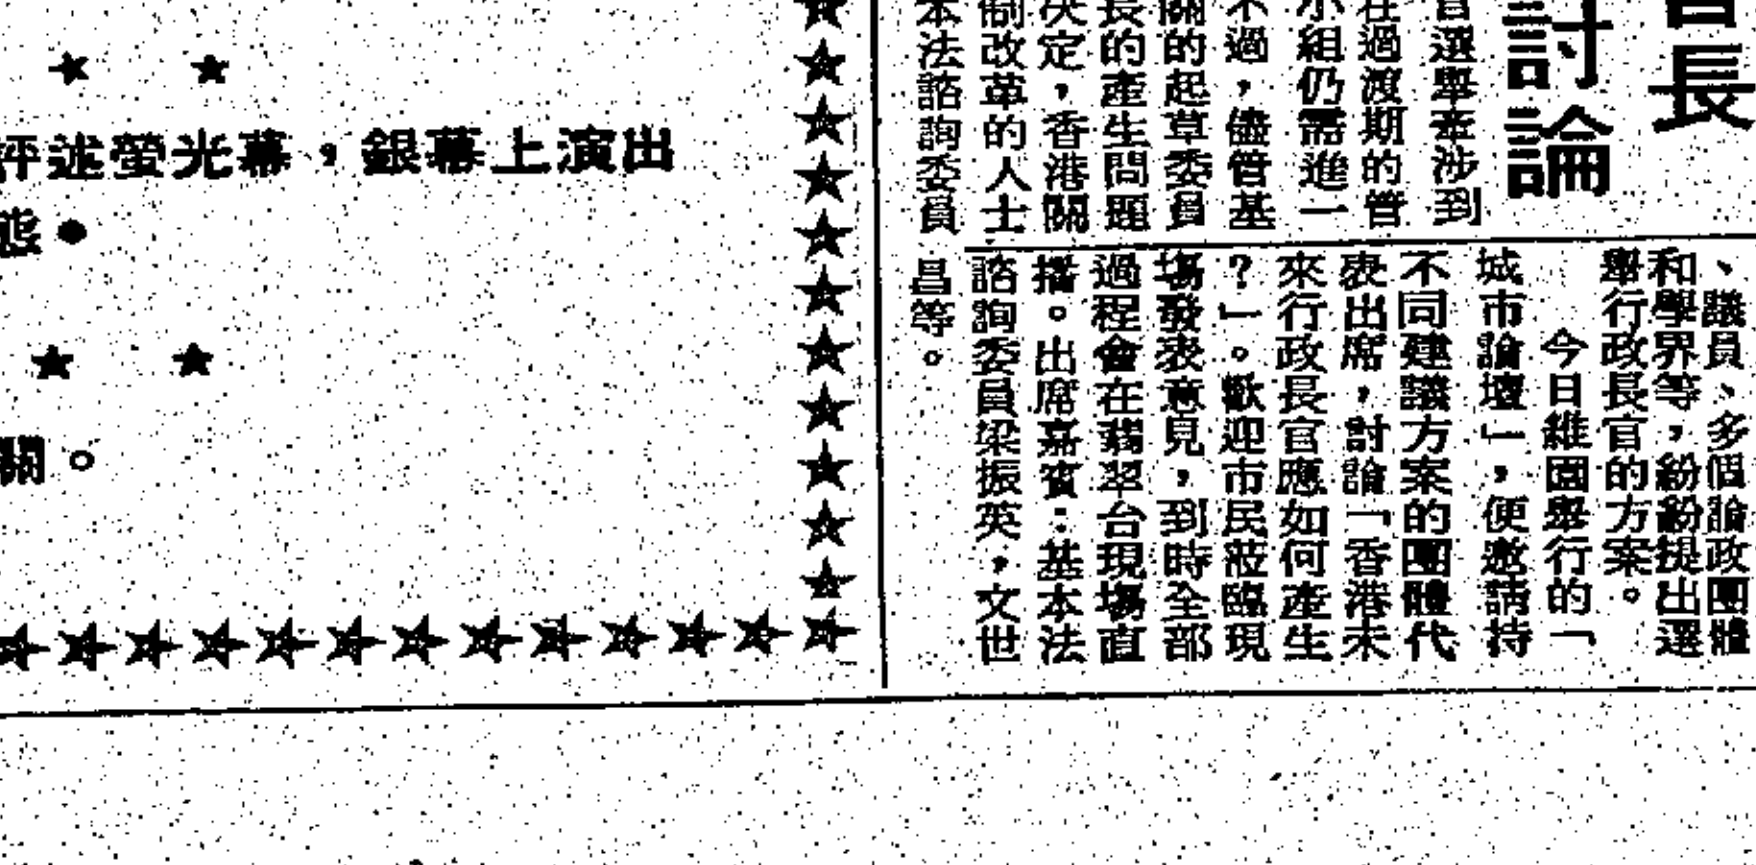 長
討論
官選舉牽涉到
在過渡期的管
小組仍需進一
不過，儘管基
關的起草委員
長的產生問題
決定，香港關
制改革的人士
本法諮詢委員
、議員、多個論政團體
和學界等，紛紛提出選
舉行政長官的方案。
今日維園舉行的「
城市論壇」，便邀請持
不同建議方案的團體代
表出席，討論「香港未
來行政長官應如何產生
？」。歡迎市民蒞臨現
場發表意見，到時全部
過程會在翡翠台現場直
播。出席嘉賓：基本法
諮詢委員梁振英，文世
昌等。
評述螢光幕，銀幕上演出
態●
關。